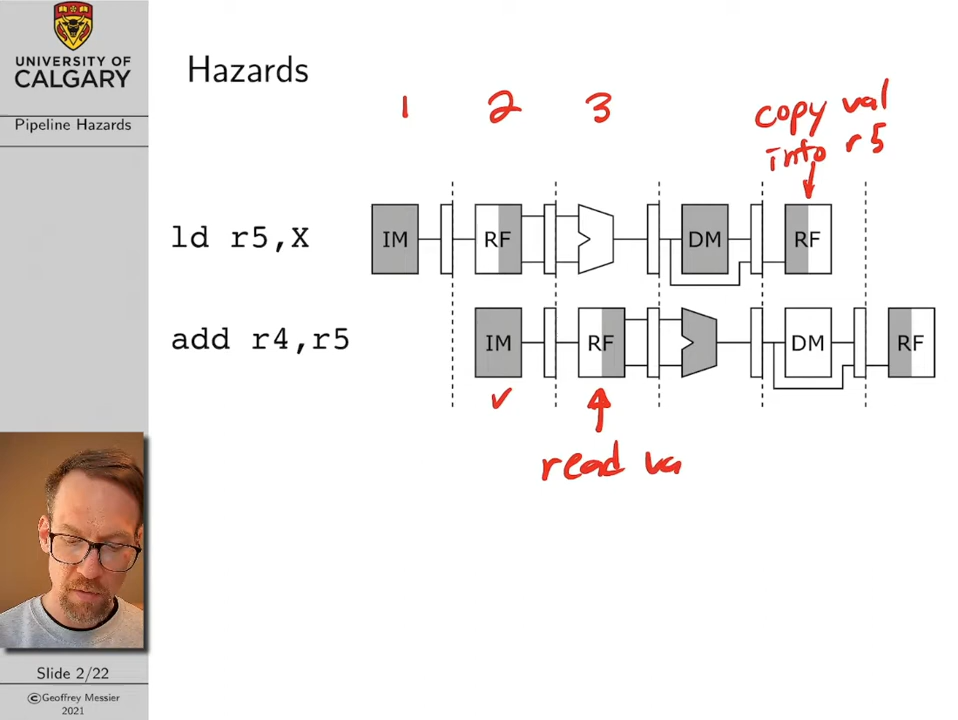 UNIVERSITY OF
CALGARY
Pipeline Hazards
Hazards
1 2 3
copy val
into r5
ld r5,X
IM RF DM RF
add r4,r5
IM RF DM RF
read va
Slide 2/22
©Geoffrey Messier
2021